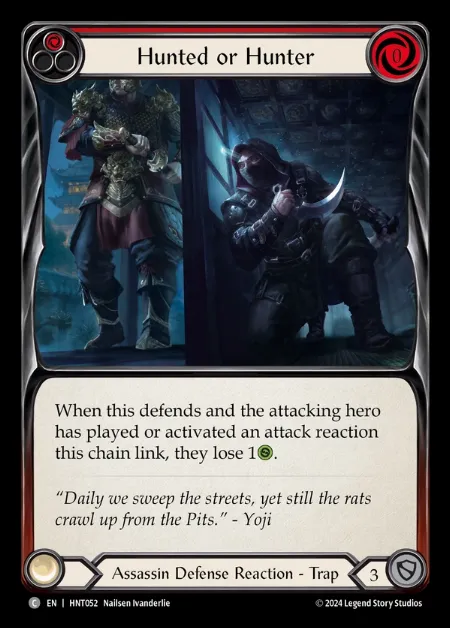 Hunted or Hunter
0
When this defends and the attacking hero
has played or activated an attack reaction
this chain link, they lose 1.
“Daily we sweep the streets, yet still the rats
crawl up from the Pits.” - Yoji
Assassin Defense Reaction - Trap
3
C EN | HNT052 Nailsen Ivanderlie
© 2024 Legend Story Studios